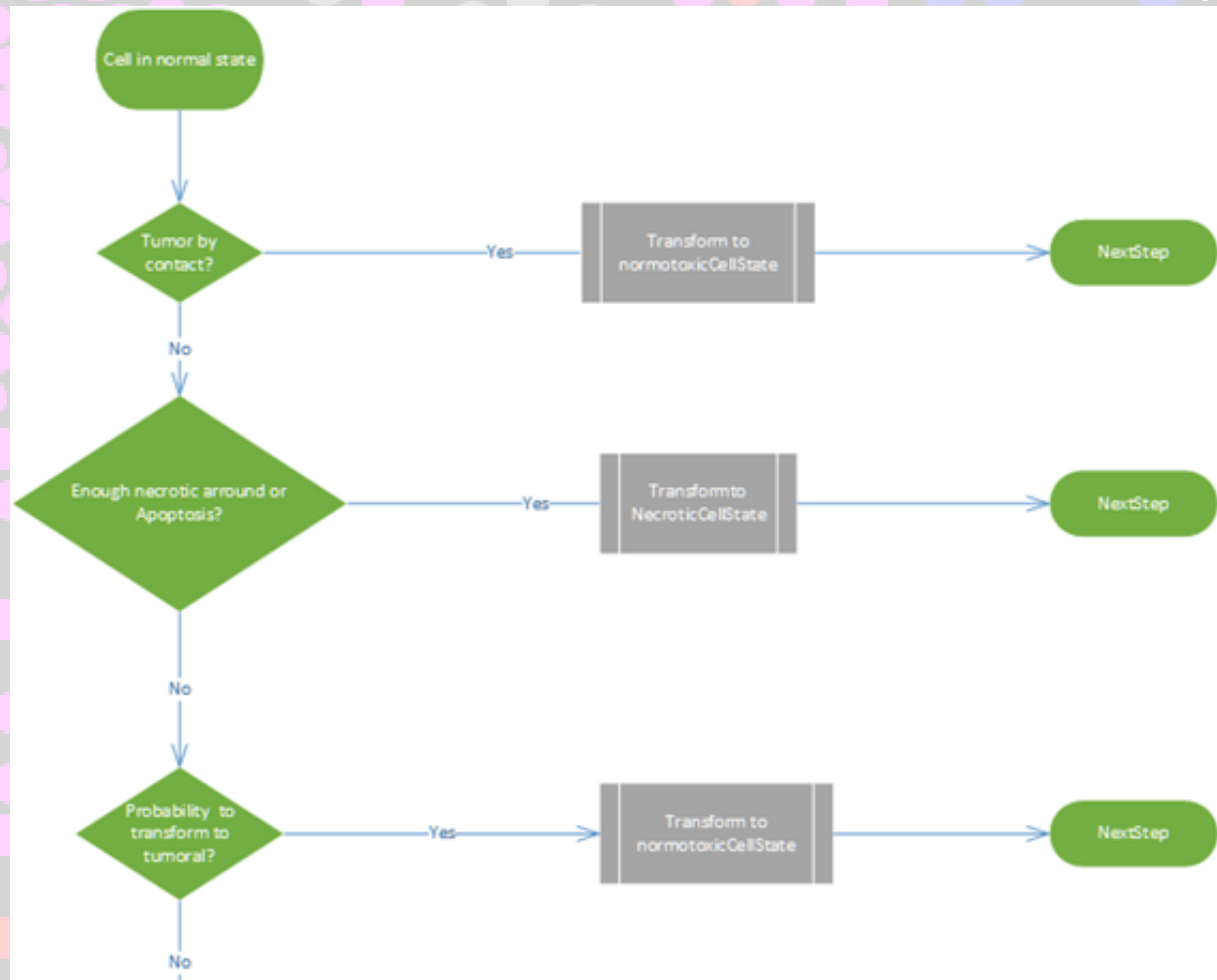 Cell in normal state
Tumor by
contact?
Yes
Transform to
normotoxicCellState
NextStep
No
Enough necrotic arround or
Apoptosis?
Yes
Transformto
NecroticCellState
NextStep
No
Probability to
transform to
tumoral?
Yes
Transform to
normotoxicCellState
NextStep
No